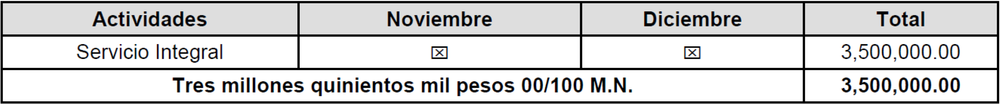 Actividades Noviembre Diciembre Total
Servicio Integral ☒ ☒ 3,500,000.00
Tres millones quinientos mil pesos 00/100 M.N. 3,500,000.00